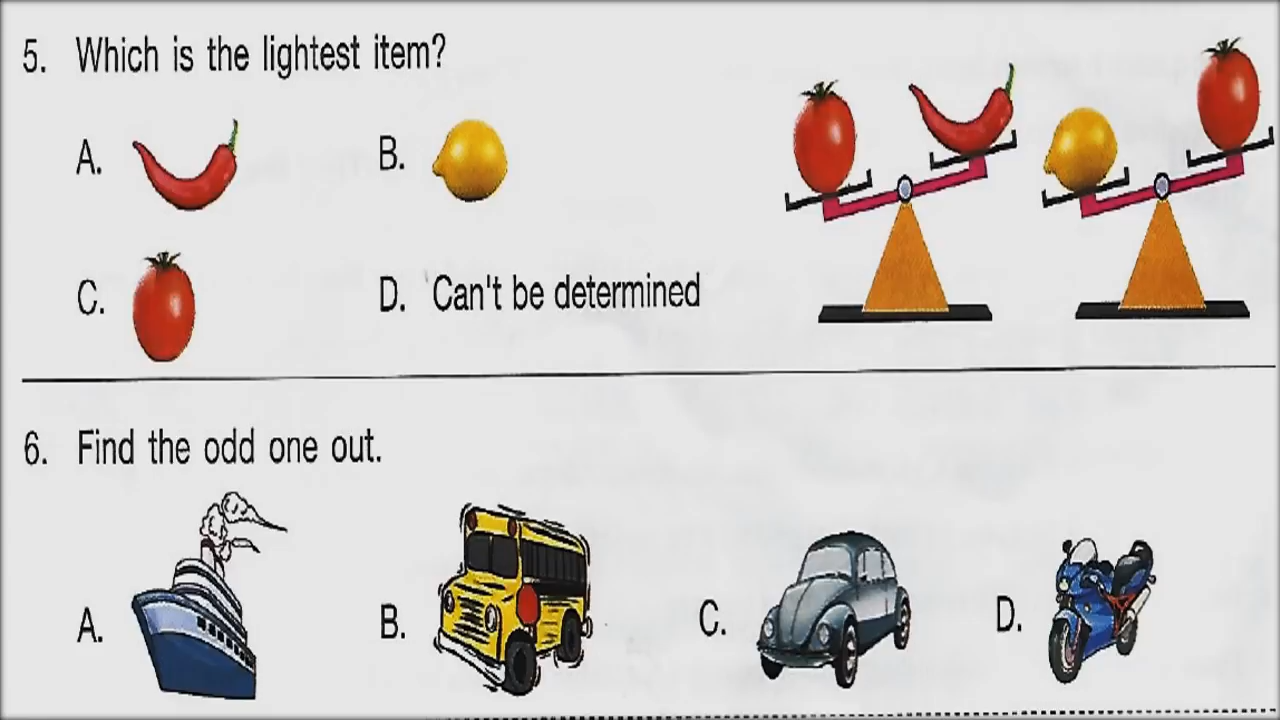 5. Which is the lightest item?
A.
B.
C.
D. Can't be determined
6. Find the odd one out.
A.
B.
C.
D.